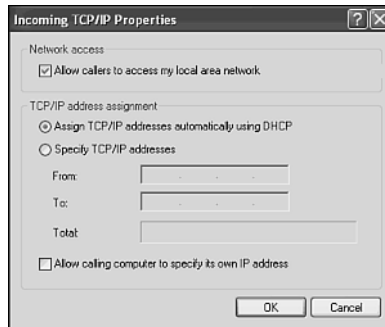 Incoming TCP/IP Properties
Network access
Allow callers to access my local area network
TCP/IP address assignment
Assign TCP/IP addresses automatically using DHCP
Specify TCP/IP addresses
From:
To:
Total:
Allow calling computer to specify its own IP address
OK Cancel